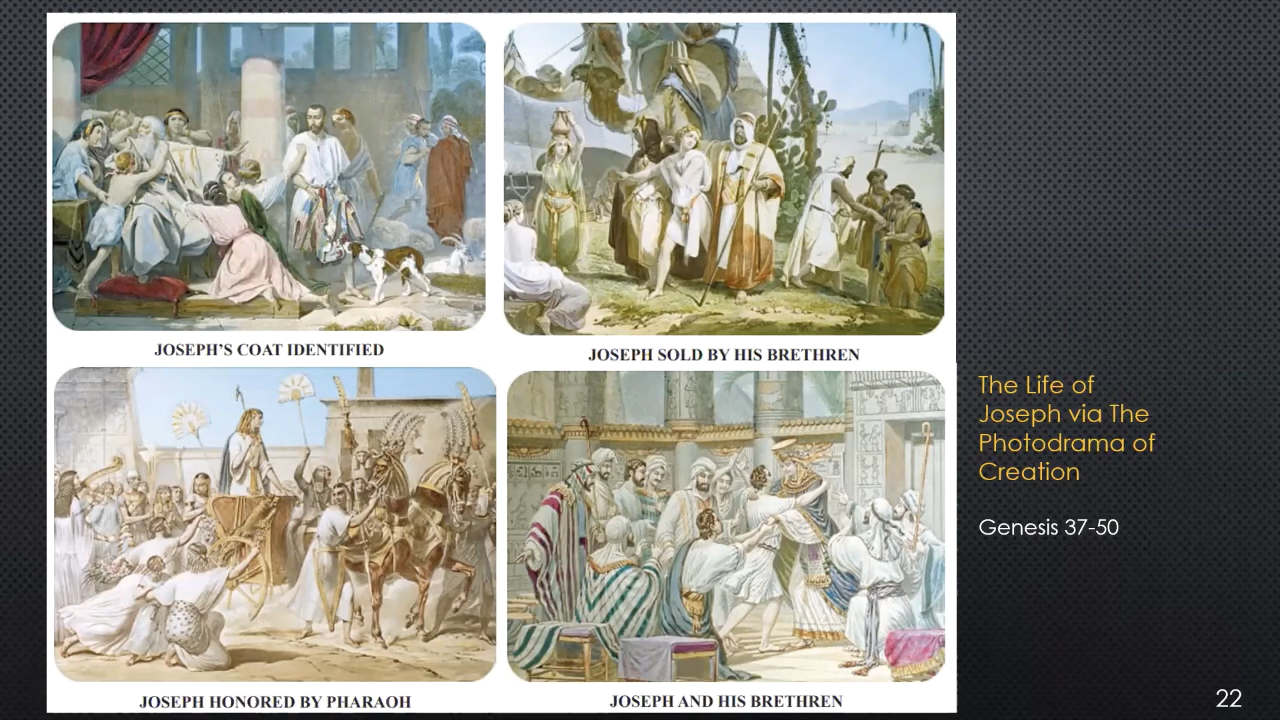 JOSEPH'S COAT IDENTIFIED
JOSEPH SOLD BY HIS BRETHREN
JOSEPH HONORED BY PHARAOH
JOSEPH AND HIS BRETHREN
The Life of
Joseph via The
Photodrama of
Creation
Genesis 37-50
22